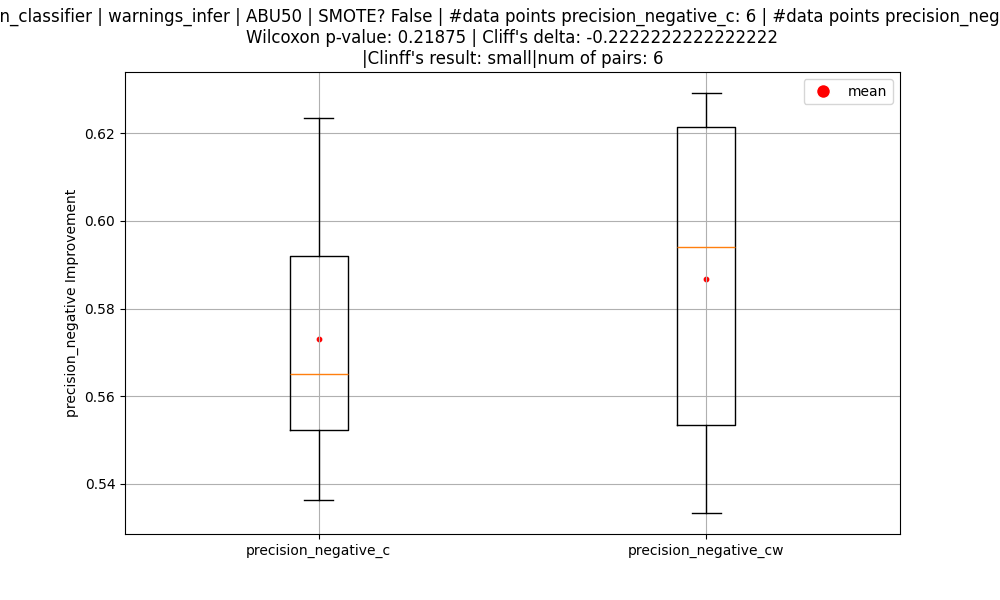 n_classifier | warnings_infer | ABU50 | SMOTE? False | #data points precision_negative_c: 6 | #data points precision_neg
Wilcoxon p-value: 0.21875 | Cliff's delta: -0.2222222222222222
|Clinff's result: small|num of pairs: 6
mean
0.62
0.60
0.58
0.56
0.54
precision_negative Improvement
precision_negative_c
precision_negative_cw